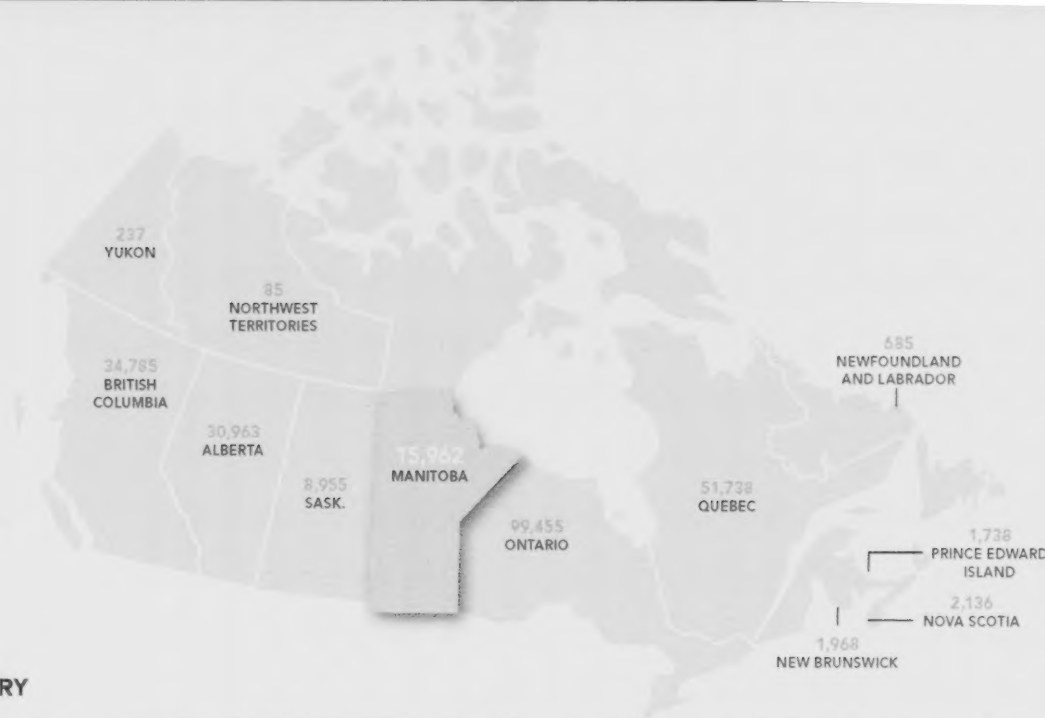 237
YUKON
85
NORTHWEST
TERRITORIES
685
NEWFOUNDLAND
AND LABRADOR
34,785
BRITISH
COLUMBIA
30,963
ALBERTA
15,962
MANITOBA
8,955
SASK.
51,738
QUEBEC
99,455
ONTARIO
1,738
PRINCE EDWARD
ISLAND
2,136
NOVA SCOTIA
1,968
NEW BRUNSWICK
RY